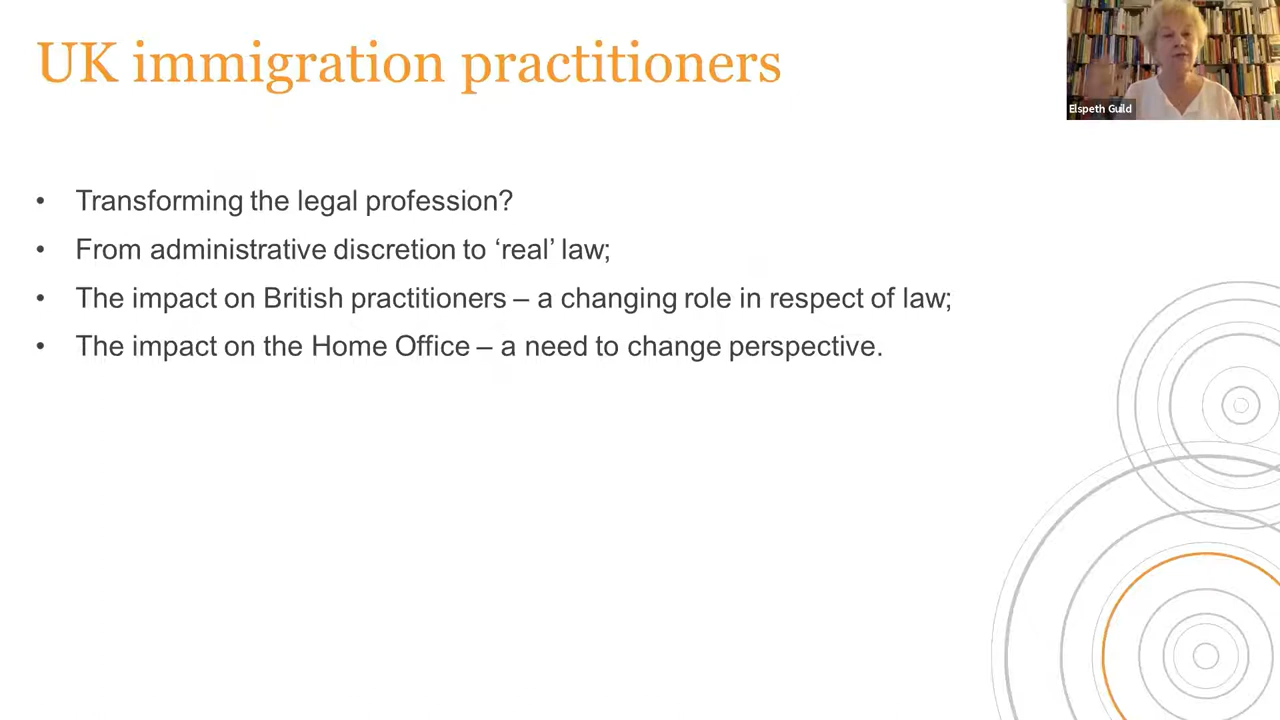 UK immigration practitioners
Elspeth Guild
• Transforming the legal profession?
• From administrative discretion to ‘real’ law;
• The impact on British practitioners – a changing role in respect of law;
• The impact on the Home Office – a need to change perspective.